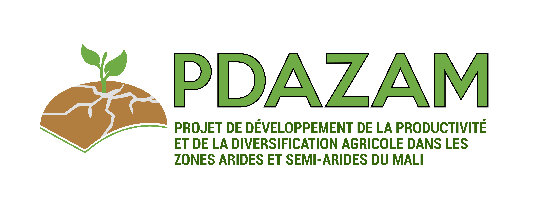 PDAZAM
PROJET DE DÉVELOPPEMENT DE LA PRODUCTIVITÉ
ET DE LA DIVERSIFICATION AGRICOLE DANS LES
ZONES ARIDES ET SEMI-ARIDES DU MALI